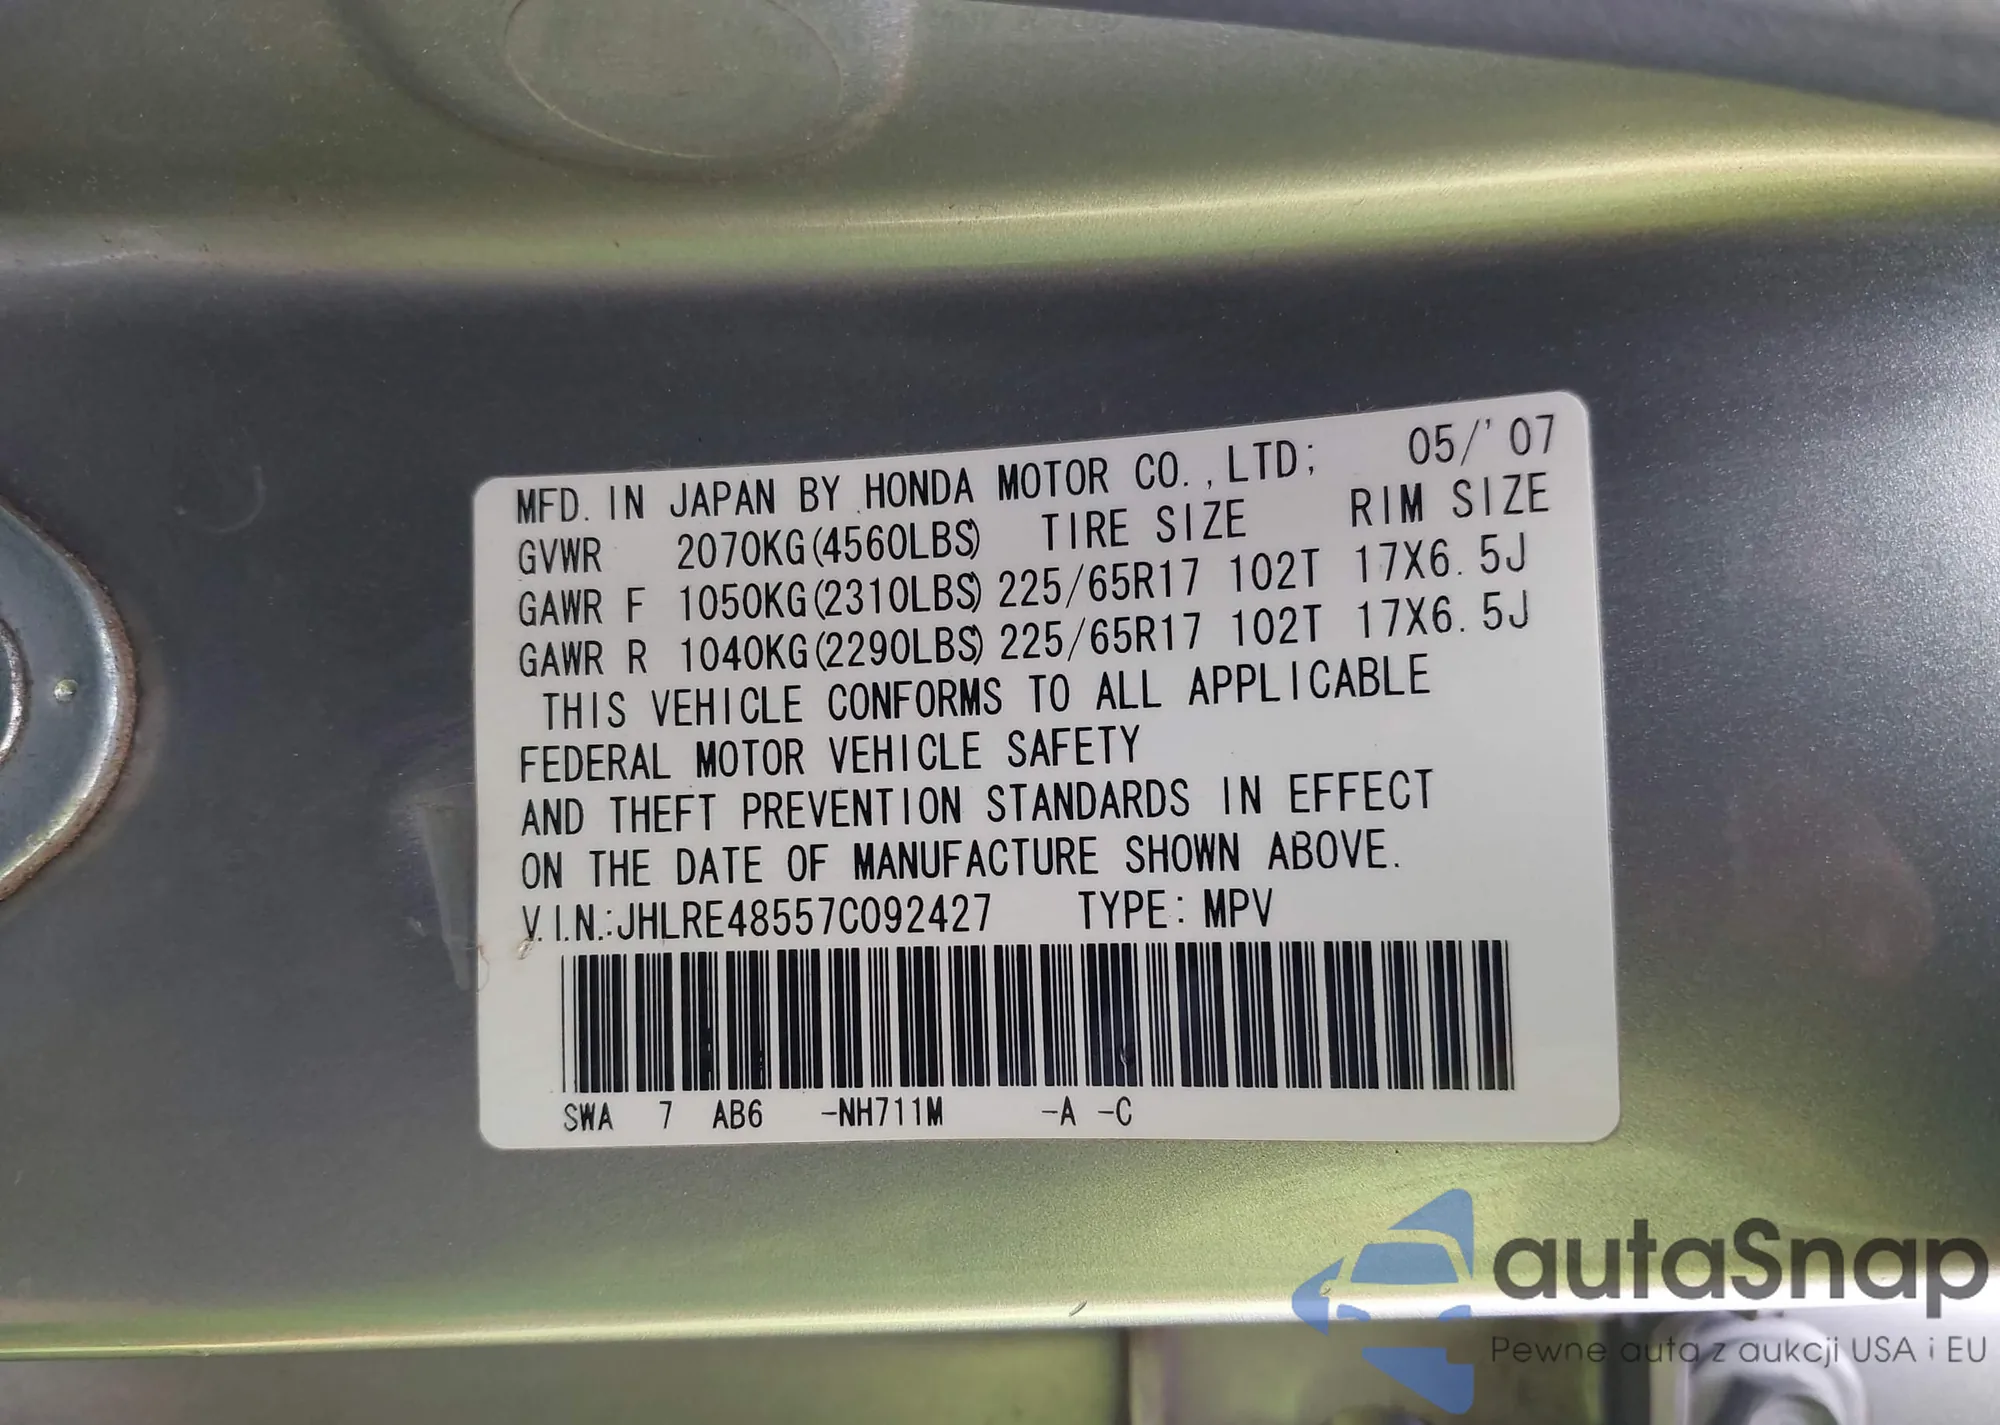 MFD. IN JAPAN BY HONDA MOTOR CO.,LTD; 05/'07
GVWR 2070KG(4560LBS) TIRE SIZE RIM SIZE
GAWR F 1050KG(2310LBS) 225/65R17 102T 17X6.5J
GAWR R 1040KG(2290LBS) 225/65R17 102T 17X6.5J
THIS VEHICLE CONFORMS TO ALL APPLICABLE
FEDERAL MOTOR VEHICLE SAFETY
AND THEFT PREVENTION STANDARDS IN EFFECT
ON THE DATE OF MANUFACTURE SHOWN ABOVE.
V.I.N.:JHLRE48557C092427 TYPE: MPV
SWA 7 AB6 -NH711M -A -C
autaSnap
Pewne auta z aukcji USA i EU